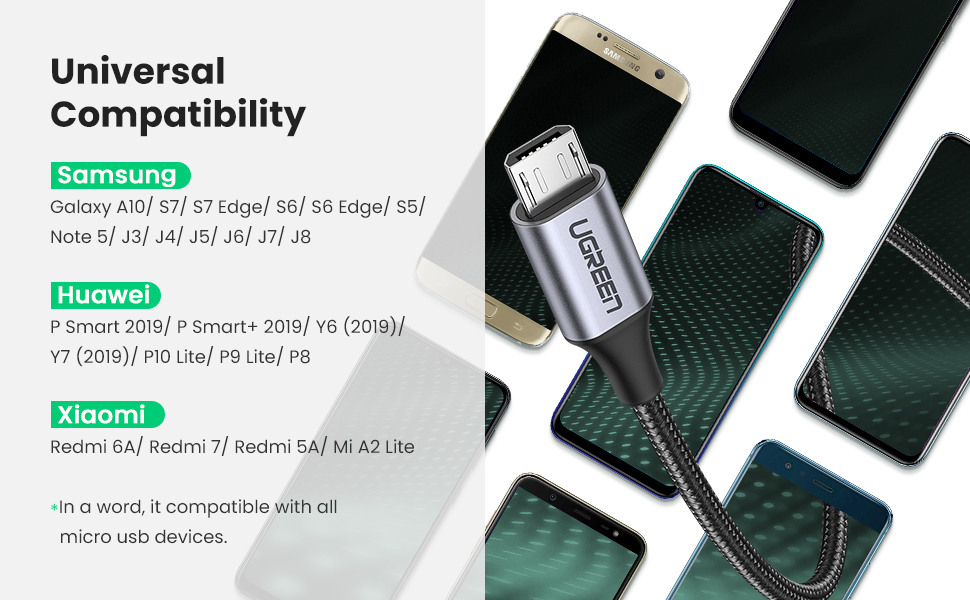 Universal
Compatibility
Samsung
Galaxy A10/ S7/ S7 Edge/ S6/ S6 Edge/ S5/
Note 5/ J3/ J4/ J5/ J6/ J7/ J8
Huawei
P Smart 2019/ P Smart+ 2019/ Y6 (2019)/
Y7 (2019)/ P10 Lite/ P9 Lite/ P8
Xiaomi
Redmi 6A/ Redmi 7/ Redmi 5A/ Mi A2 Lite
*In a word, it compatible with all
micro usb devices.
SAMSUNG
UGREEN